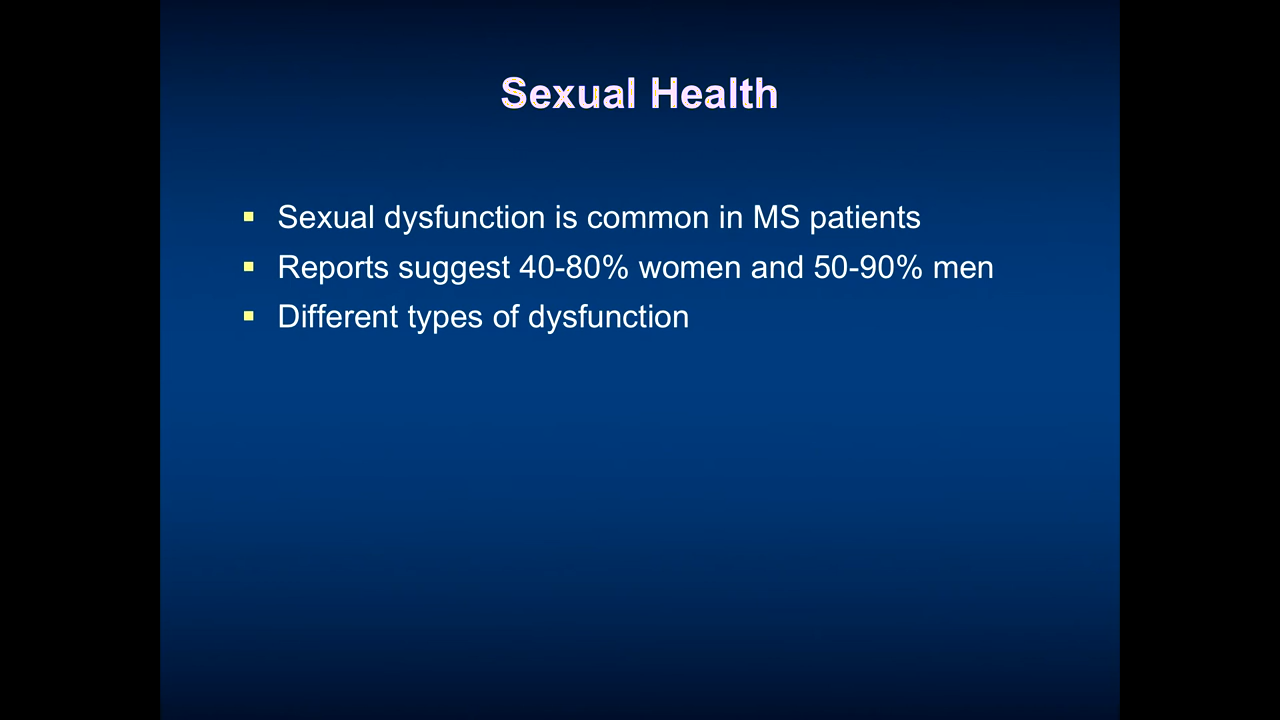 Sexual Health
▪ Sexual dysfunction is common in MS patients
▪ Reports suggest 40-80% women and 50-90% men
▪ Different types of dysfunction